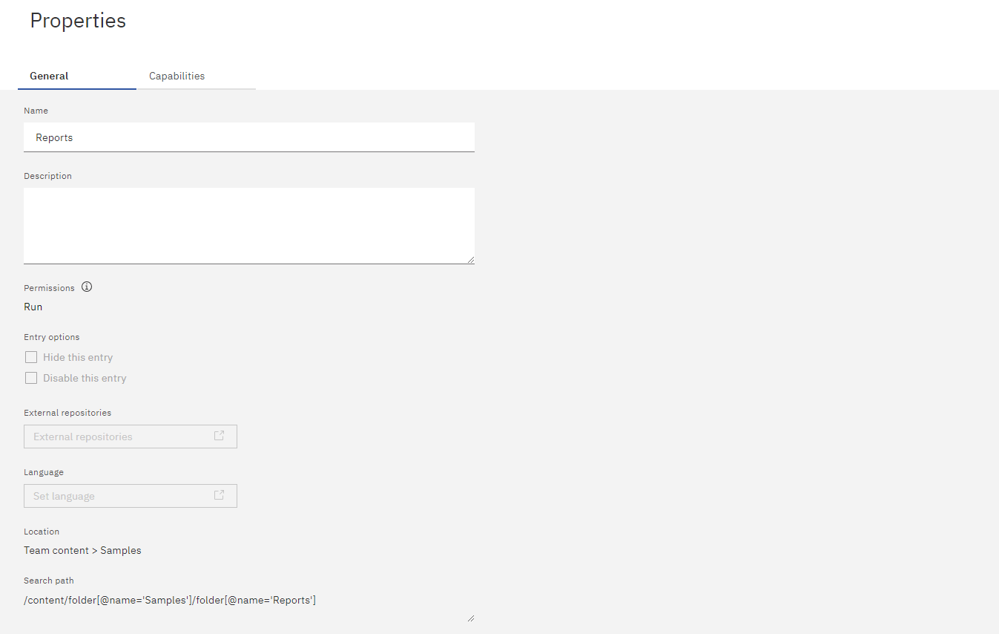 Properties
General
Capabilities
Name
Reports
Description
Permissions
Run
Entry options
Hide this entry
Disable this entry
External repositories
External repositories
Language
Set language
Location
Team content > Samples
Search path
/content/folder[@name='Samples']/folder[@name='Reports']